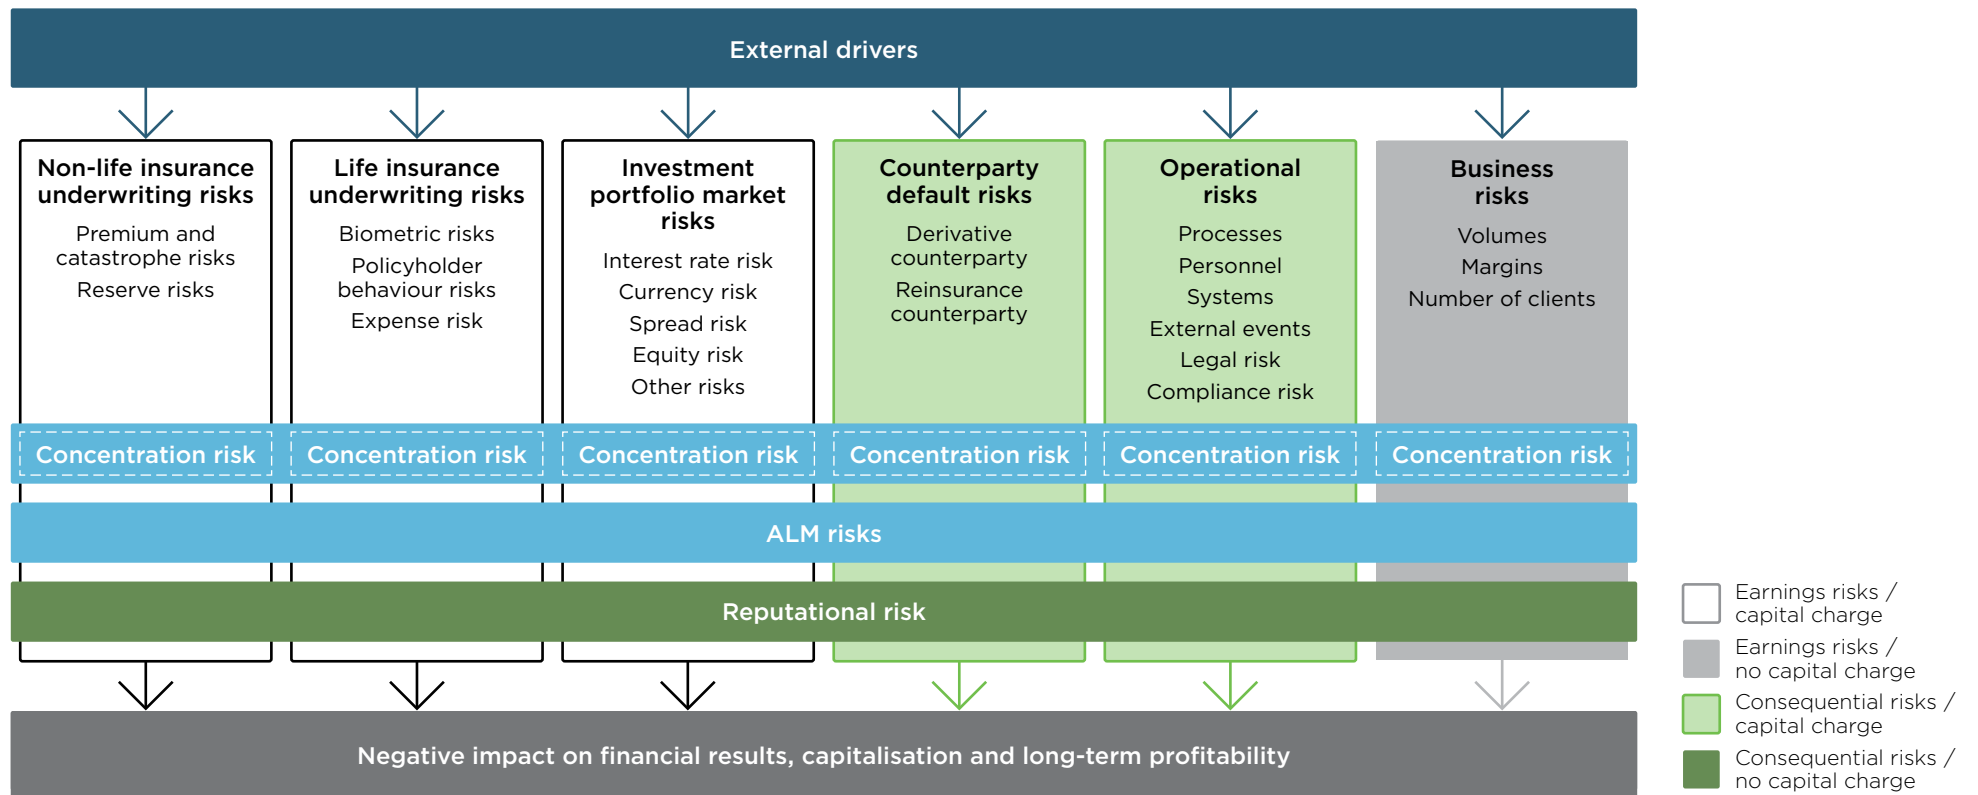 External drivers
Non-life insurance
underwriting risks
Premium and
catastrophe risks
Reserve risks
Life insurance
underwriting risks
Biometric risks
Policyholder
behaviour risks
Expense risk
Investment
portfolio market
risks
Interest rate risk
Currency risk
Spread risk
Equity risk
Other risks
Counterparty
default risks
Derivative
counterparty
Reinsurance
counterparty
Operational
risks
Processes
Personnel
Systems
External events
Legal risk
Compliance risk
Business
risks
Volumes
Margins
Number of clients
Concentration risk
Concentration risk
Concentration risk
Concentration risk
Concentration risk
Concentration risk
ALM risks
Reputational risk
Negative impact on financial results, capitalisation and long-term profitability
Earnings risks /
capital charge
Earnings risks /
no capital charge
Consequential risks /
capital charge
Consequential risks /
no capital charge